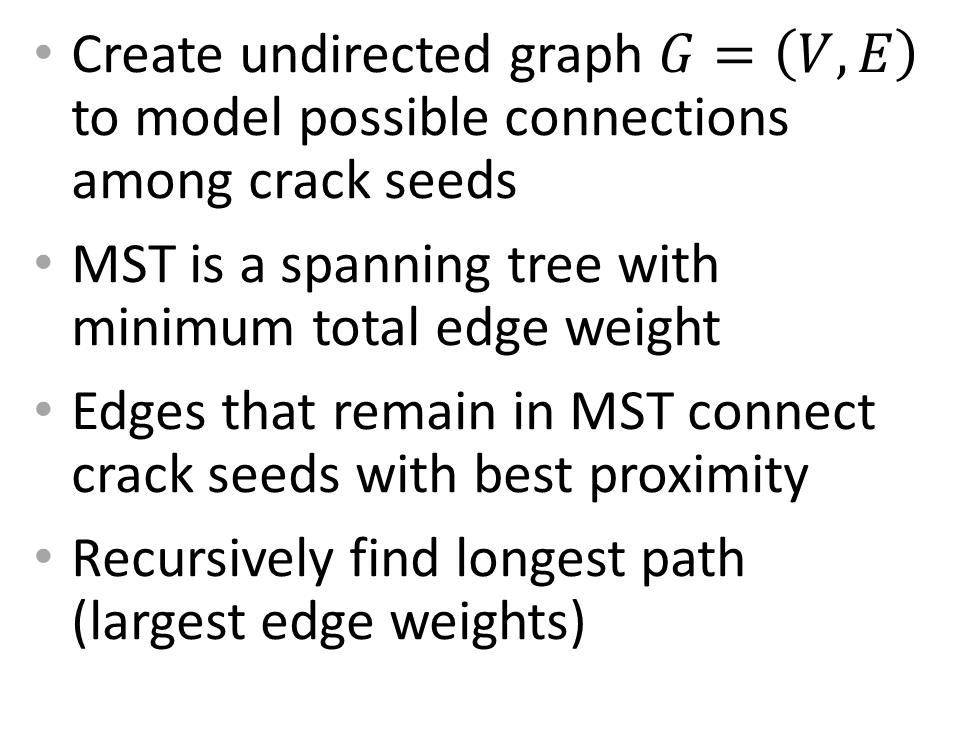 • Create undirected graph 𝐺 = (𝑉, 𝐸)
to model possible connections
among crack seeds
• MST is a spanning tree with
minimum total edge weight
• Edges that remain in MST connect
crack seeds with best proximity
• Recursively find longest path
(largest edge weights)